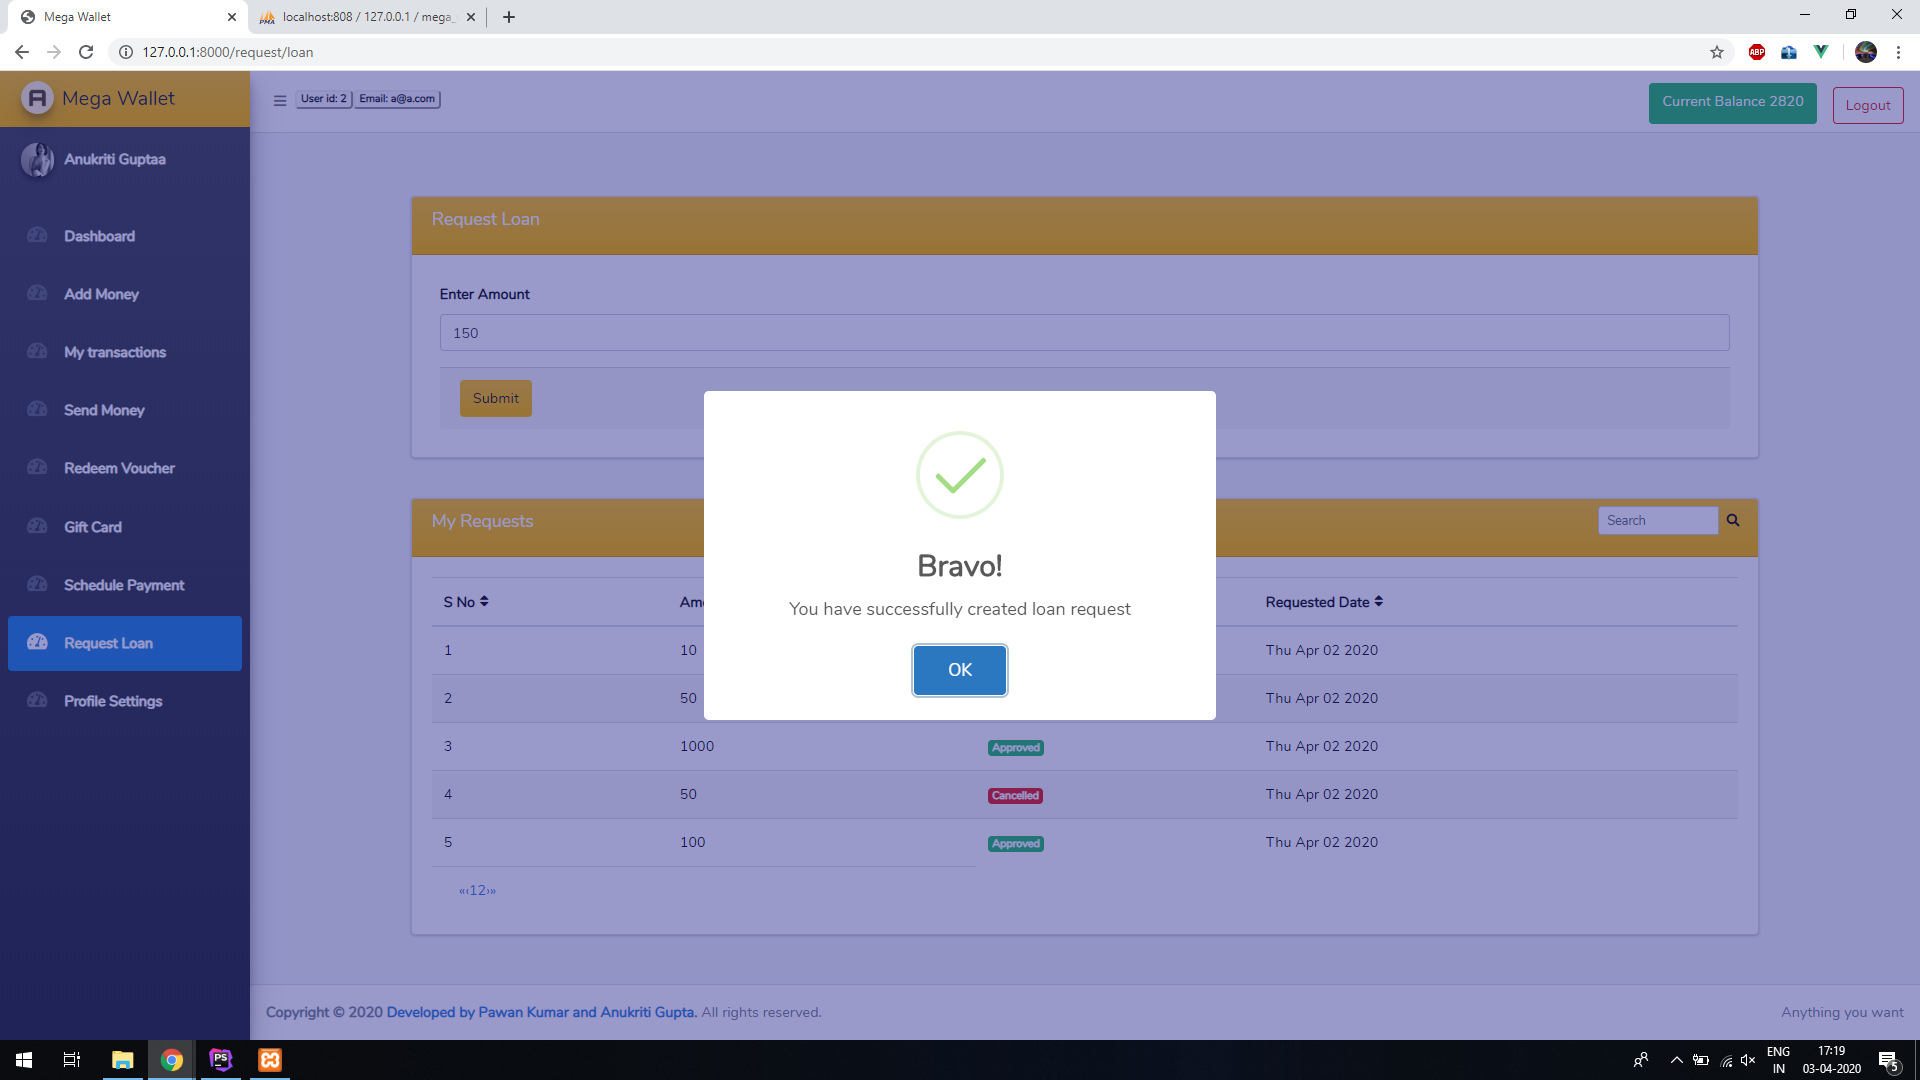 Mega Wallet
localhost:808 / 127.0.0.1 / mega_
127.0.0.1:8000/request/loan
ABP
A Mega Wallet
User id: 2 Email: a@a.com
Current Balance 2820
Logout
Anukriti Guptaa
Dashboard
Add Money
My transactions
Send Money
Redeem Voucher
Gift Card
Schedule Payment
Request Loan
Profile Settings
Request Loan
Enter Amount
150
Submit
My Requests
Search
S No Am Requested Date
1 10 Thu Apr 02 2020
2 50 Thu Apr 02 2020
3 1000 Approved Thu Apr 02 2020
4 50 Cancelled Thu Apr 02 2020
5 100 Approved Thu Apr 02 2020
«‹12›»
Bravo!
You have successfully created loan request
OK
Copyright © 2020 Developed by Pawan Kumar and Anukriti Gupta. All rights reserved.
Anything you want
PS
ENG
IN
17:19
03-04-2020
5